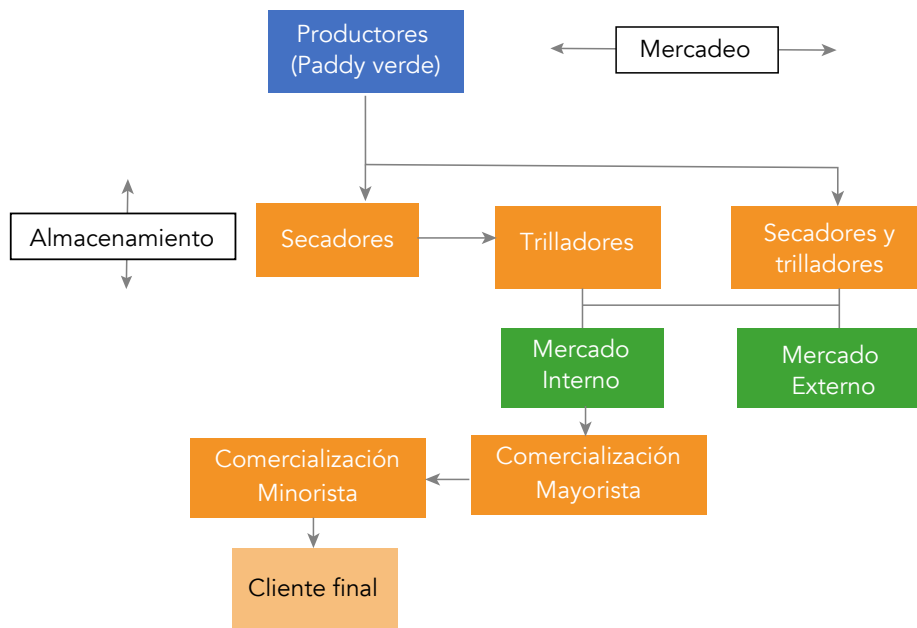 Productores
(Paddy verde)
Mercadeo
Almacenamiento
Secadores
Trilladores
Secadores y
trilladores
Mercado
Interno
Mercado
Externo
Comercialización
Minorista
Comercialización
Mayorista
Cliente final